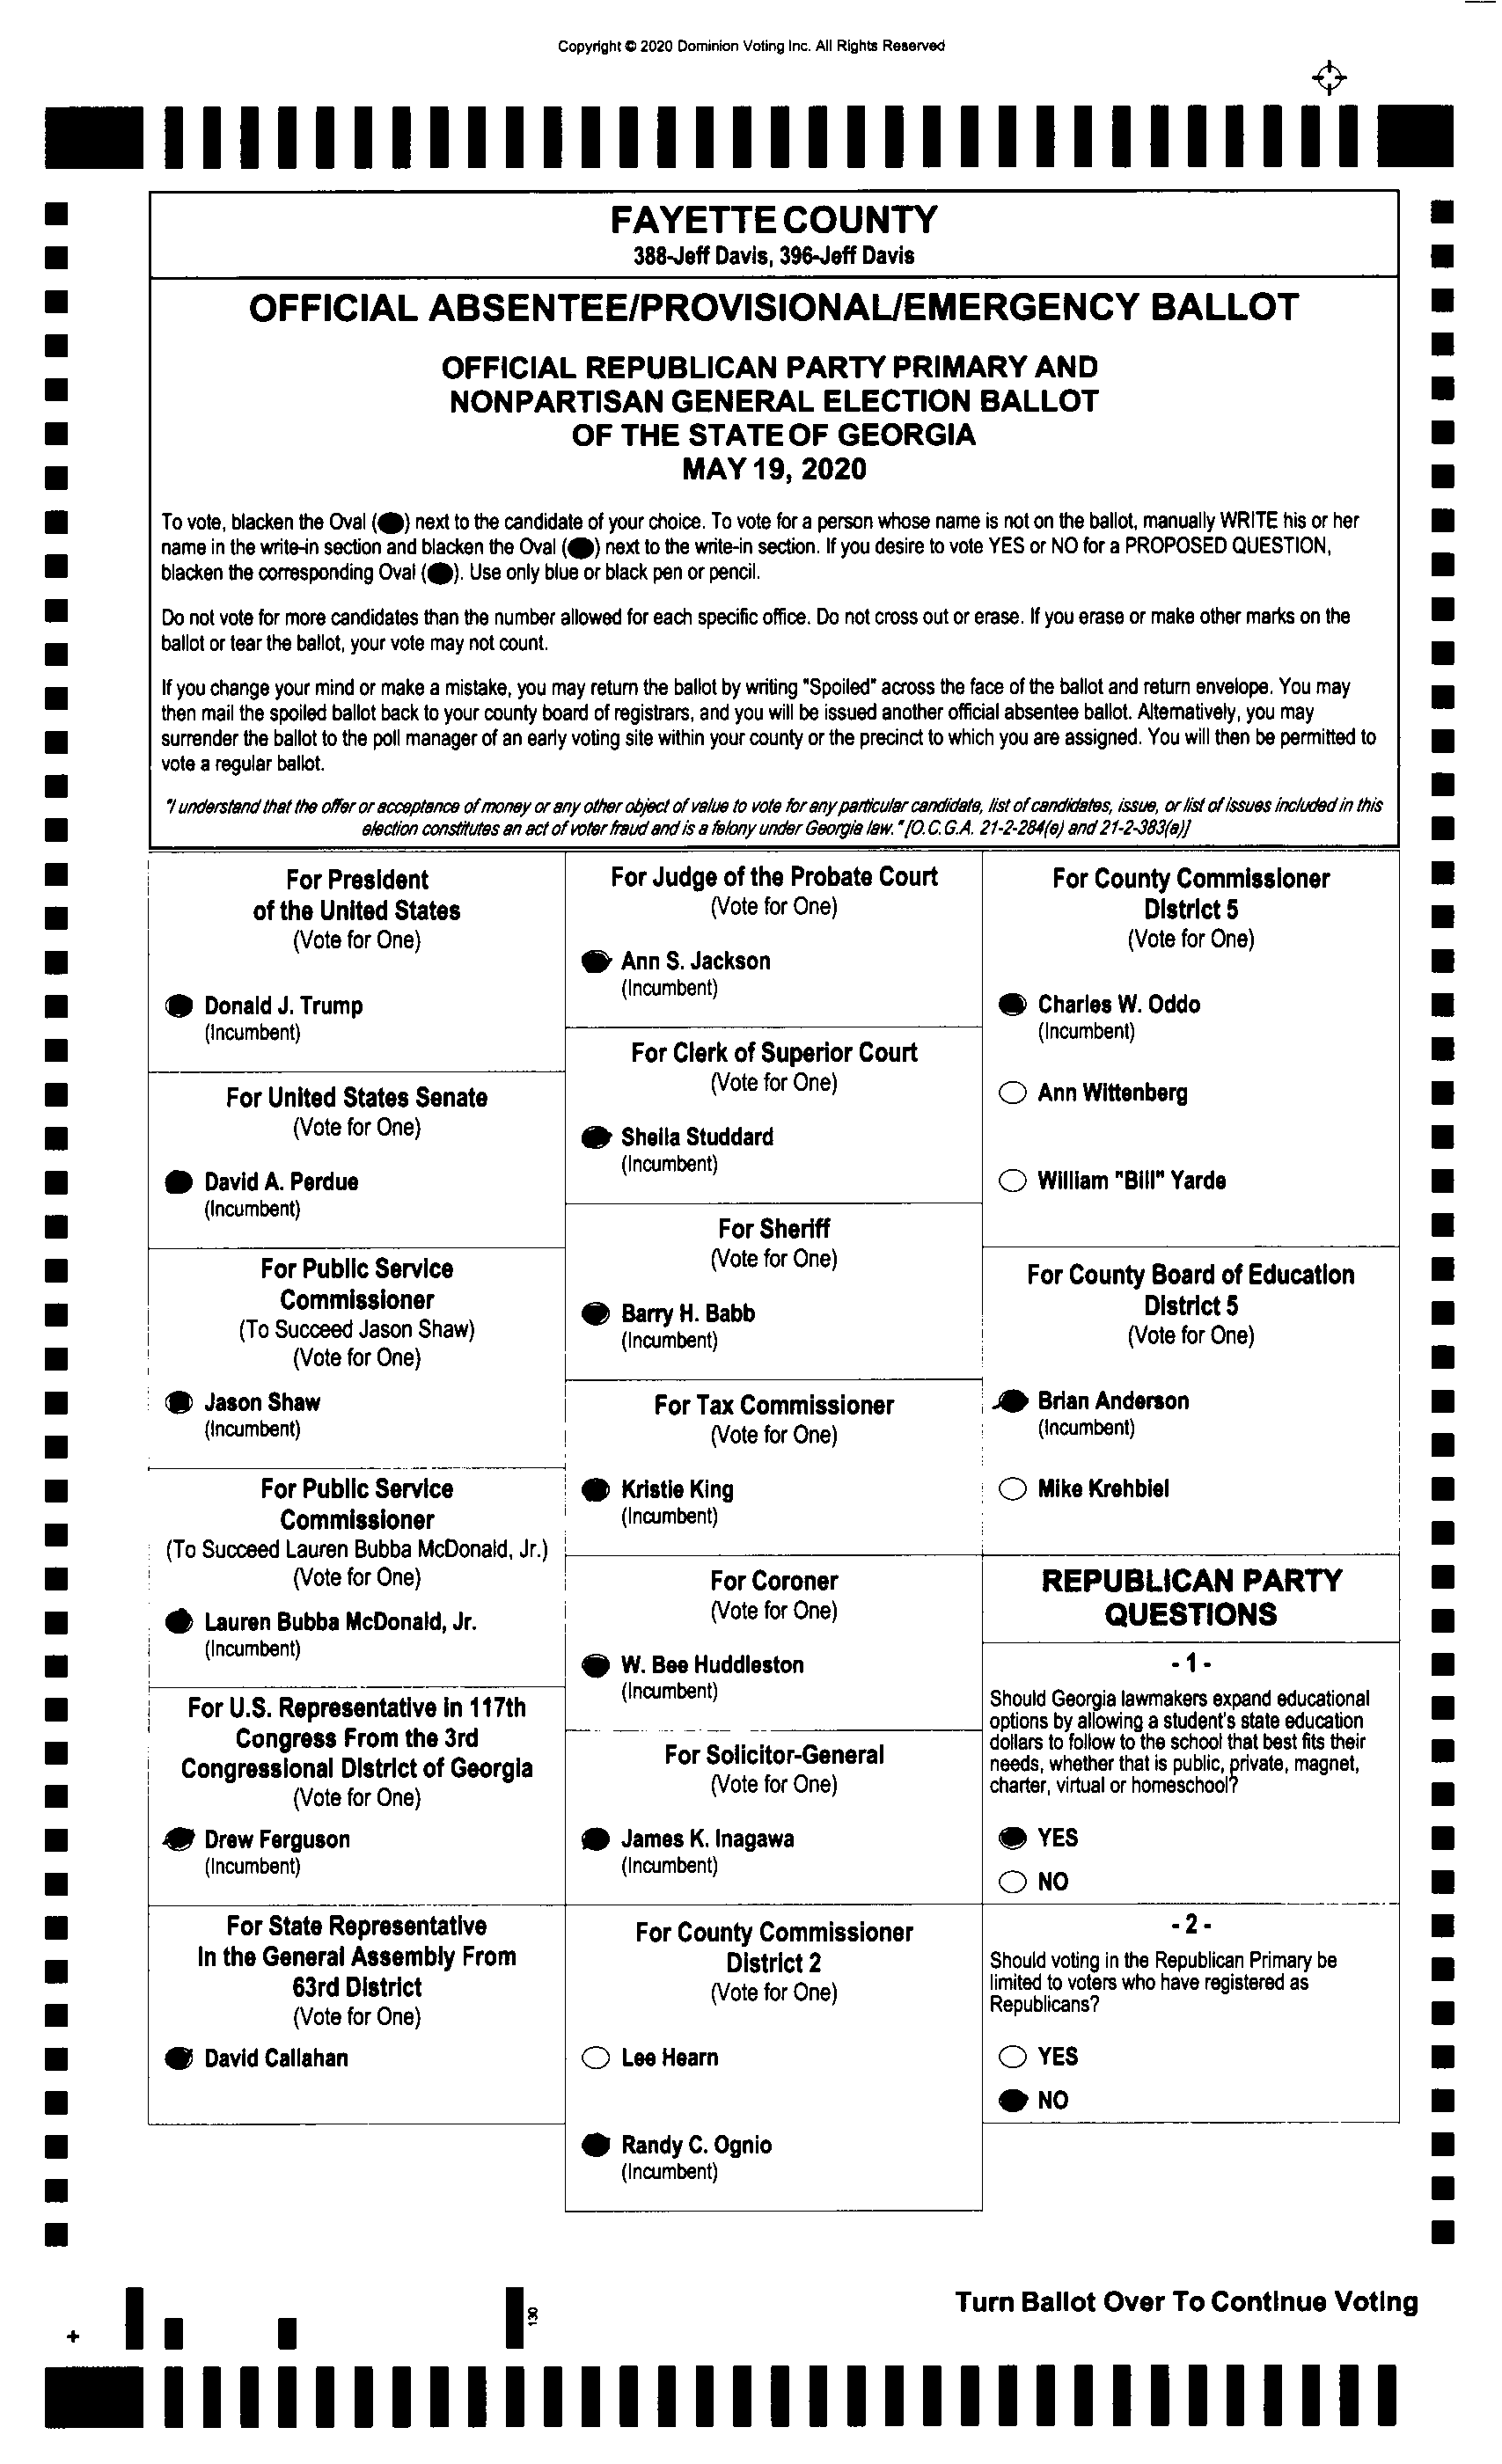 Copyright © 2020 Dominion Voting Inc. All Rights Reserved
FAYETTE COUNTY
388-Jeff Davis, 396-Jeff Davis
OFFICIAL ABSENTEE/PROVISIONAL/EMERGENCY BALLOT
OFFICIAL REPUBLICAN PARTY PRIMARY AND
NONPARTISAN GENERAL ELECTION BALLOT
OF THE STATE OF GEORGIA
MAY 19, 2020
To vote, blacken the Oval (⬬) next to the candidate of your choice. To vote for a person whose name is not on the ballot, manually WRITE his or her
name in the write-in section and blacken the Oval (⬬) next to the write-in section. If you desire to vote YES or NO for a PROPOSED QUESTION,
blacken the corresponding Oval (⬬). Use only blue or black pen or pencil.
Do not vote for more candidates than the number allowed for each specific office. Do not cross out or erase. If you erase or make other marks on the
ballot or tear the ballot, your vote may not count.
If you change your mind or make a mistake, you may return the ballot by writing "Spoiled" across the face of the ballot and return envelope. You may
then mail the spoiled ballot back to your county board of registrars, and you will be issued another official absentee ballot. Alternatively, you may
surrender the ballot to the poll manager of an early voting site within your county or the precinct to which you are assigned. You will then be permitted to
vote a regular ballot.
"I understand that the offer or acceptance of money or any other object of value to vote for any particular candidate, list of candidates, issue, or list of issues included in this
election constitutes an act of voter fraud and is a felony under Georgia law." [O.C.G.A. 21-2-284(e) and 21-2-383(a)]
For President
of the United States
(Vote for One)
Donald J. Trump
(Incumbent)
For United States Senate
(Vote for One)
David A. Perdue
(Incumbent)
For Public Service
Commissioner
(To Succeed Jason Shaw)
(Vote for One)
Jason Shaw
(Incumbent)
For Public Service
Commissioner
(To Succeed Lauren Bubba McDonald, Jr.)
(Vote for One)
Lauren Bubba McDonald, Jr.
(Incumbent)
For U.S. Representative in 117th
Congress From the 3rd
Congressional District of Georgia
(Vote for One)
Drew Ferguson
(Incumbent)
For State Representative
In the General Assembly From
63rd District
(Vote for One)
David Callahan
For Judge of the Probate Court
(Vote for One)
Ann S. Jackson
(Incumbent)
For Clerk of Superior Court
(Vote for One)
Sheila Studdard
(Incumbent)
For Sheriff
(Vote for One)
Barry H. Babb
(Incumbent)
For Tax Commissioner
(Vote for One)
Kristie King
(Incumbent)
For Coroner
(Vote for One)
W. Bee Huddleston
(Incumbent)
For Solicitor-General
(Vote for One)
James K. Inagawa
(Incumbent)
For County Commissioner
District 2
(Vote for One)
Lee Hearn
Randy C. Ognio
(Incumbent)
For County Commissioner
District 5
(Vote for One)
Charles W. Oddo
(Incumbent)
Ann Wittenberg
William "Bill" Yarde
For County Board of Education
District 5
(Vote for One)
Brian Anderson
(Incumbent)
Mike Krehbiel
REPUBLICAN PARTY
QUESTIONS
- 1 -
Should Georgia lawmakers expand educational
options by allowing a student's state education
dollars to follow to the school that best fits their
needs, whether that is public, private, magnet,
charter, virtual or homeschool?
YES
NO
- 2 -
Should voting in the Republican Primary be
limited to voters who have registered as
Republicans?
YES
NO
130
Turn Ballot Over To Continue Voting